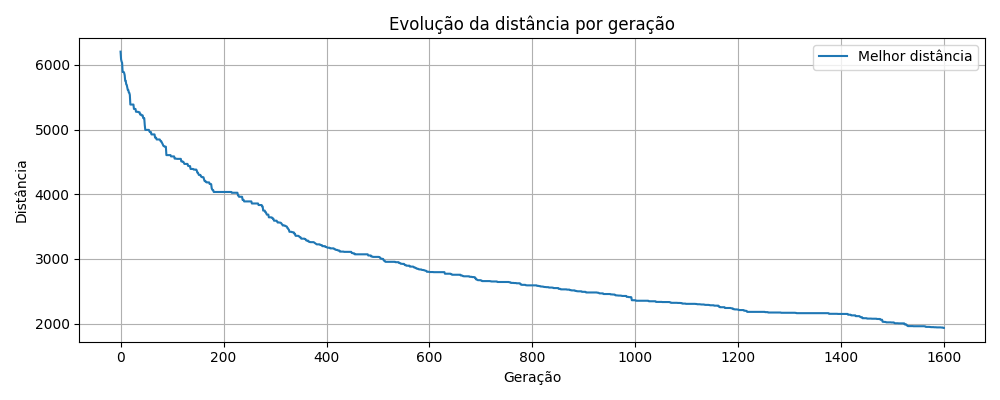 Evolução da distância por geração
Melhor distância
Distância
6000
5000
4000
3000
2000
0 200 400 600 800 1000 1200 1400 1600
Geração